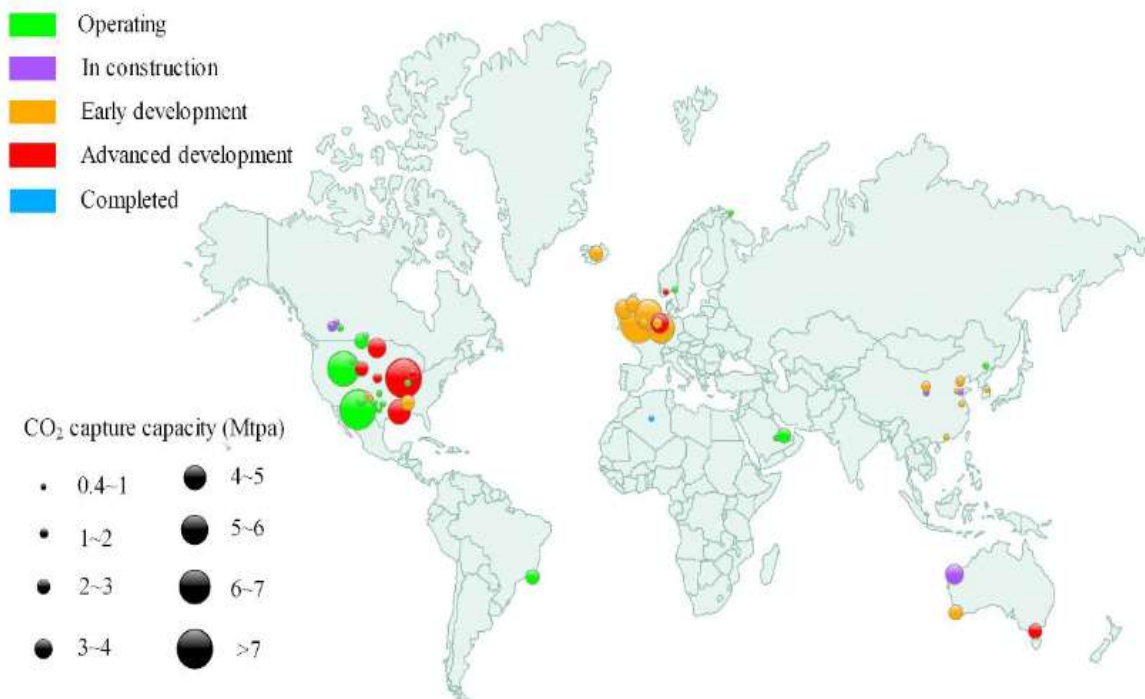 Operating
In construction
Early development
Advanced development
Completed
CO₂ capture capacity (Mtpa)
0.4~1
1~2
2~3
3~4
4~5
5~6
6~7
>7